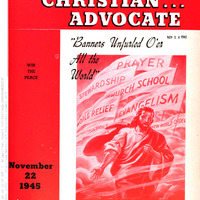 CHRISTIAN...
ADVOCATE
"Banners Unfurled O'er
All the
World"
WIN
THE
PEACE
PRAYER
STEWARDSHIP
CHURCH SCHOOL
RELIEF
EVANGELISM
November
22
1945